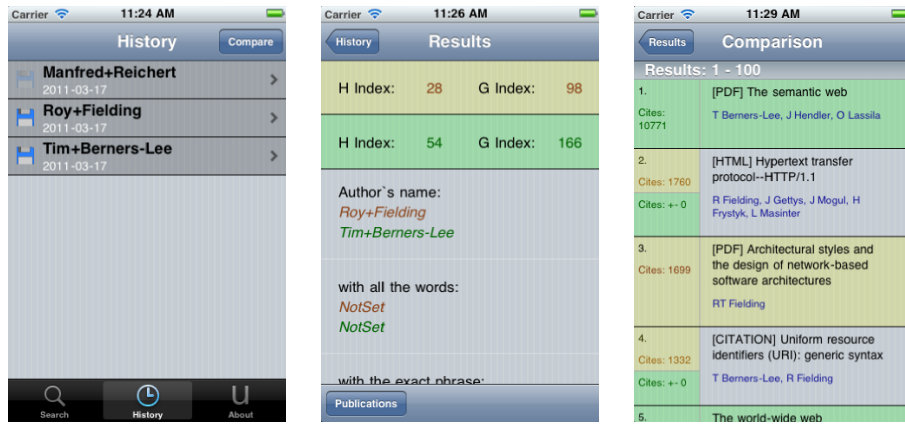 Carrier 11:24 AM
History Compare
Manfred+Reichert
2011-03-17
Roy+Fielding
2011-03-17
Tim+Berners-Lee
2011-03-17
Search History About
Carrier 11:26 AM
History Results
H Index: 28 G Index: 98
H Index: 54 G Index: 166
Author`s name:
Roy+Fielding
Tim+Berners-Lee
with all the words:
NotSet
NotSet
with the exact phrase:
Publications
Carrier 11:29 AM
Results Comparison
Results: 1 - 100
1. [PDF] The semantic web
Cites: T Berners-Lee, J Hendler, O Lassila
10771
2. [HTML] Hypertext transfer
Cites: 1760 protocol--HTTP/1.1
Cites: +- 0 R Fielding, J Gettys, J Mogul, H
Frystyk, L Masinter
3. [PDF] Architectural styles and
Cites: 1699 the design of network-based
software architectures
RT Fielding
4. [CITATION] Uniform resource
Cites: 1332 identifiers (URI): generic syntax
Cites: +- 0 T Berners-Lee, R Fielding
5. The world-wide web